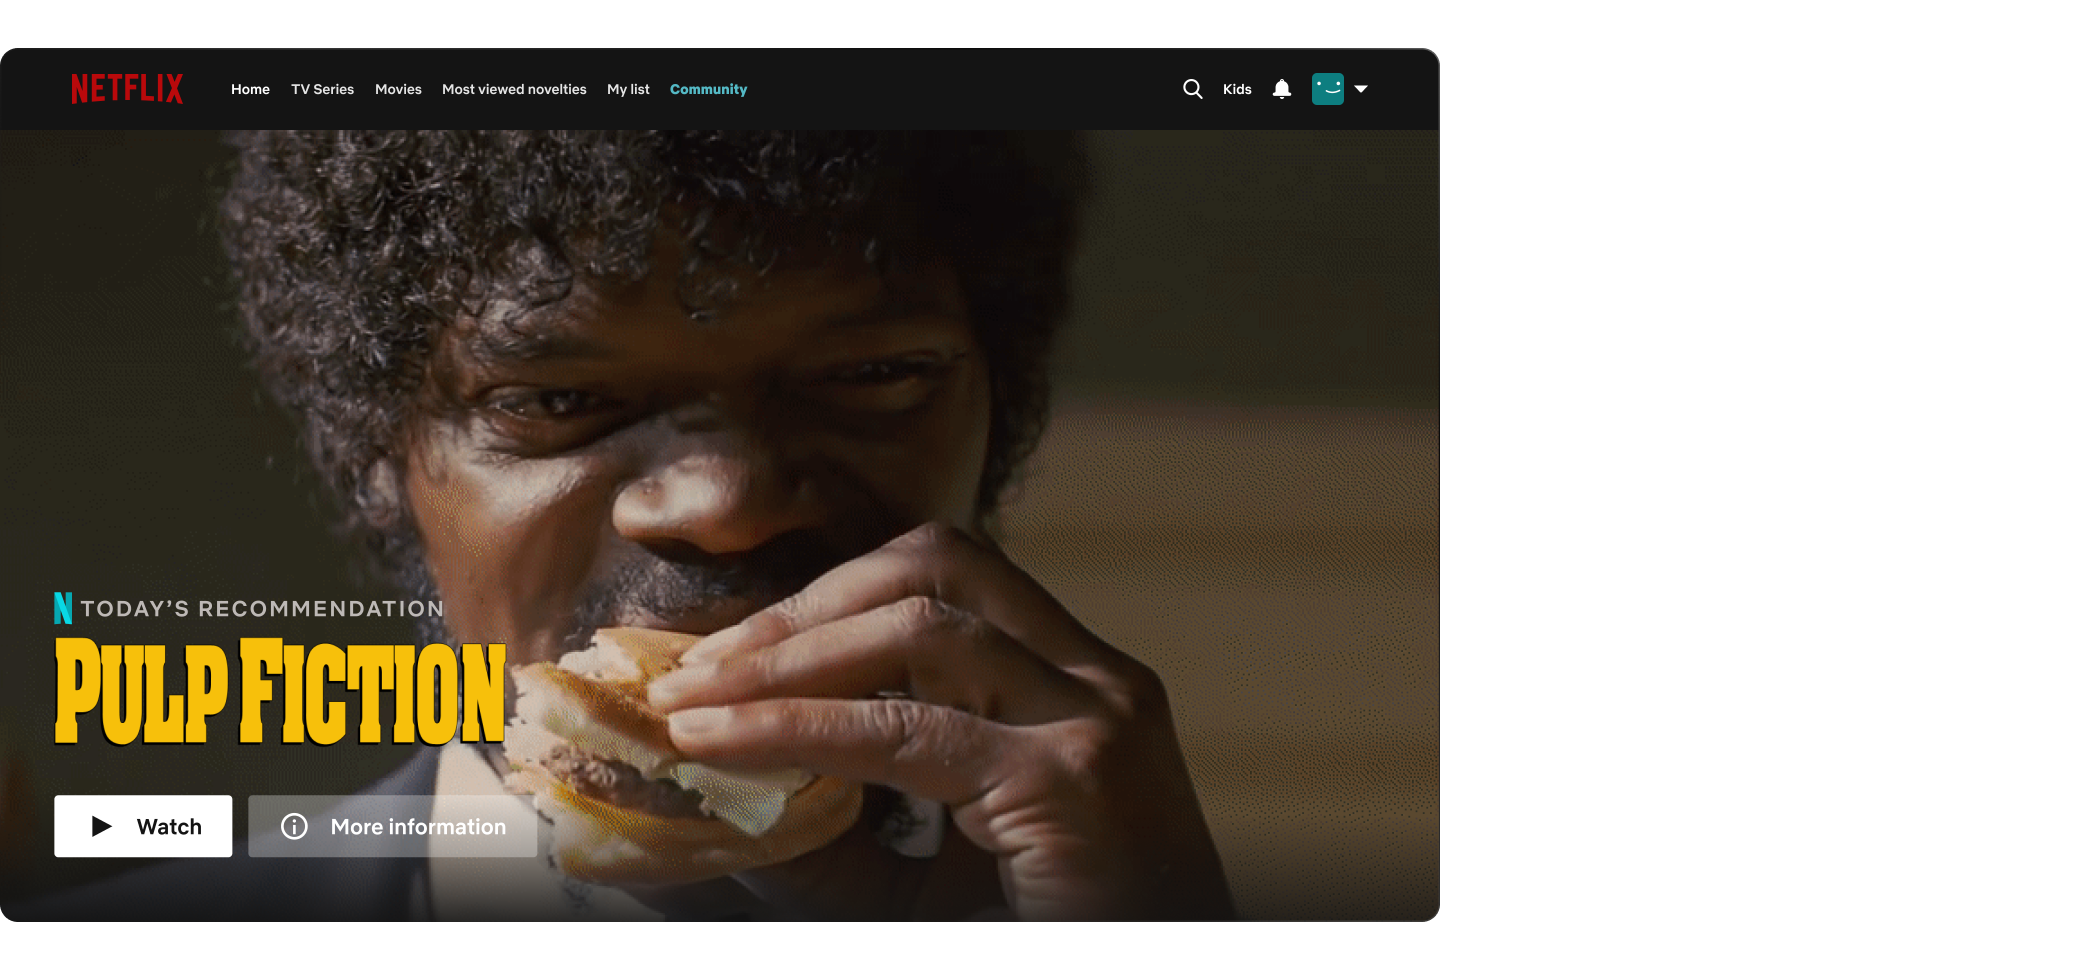 NETFLIX Home TV Series Movies Most viewed novelties My list Community Kids
N TODAY’S RECOMMENDATION
PULP FICTION
Watch More information